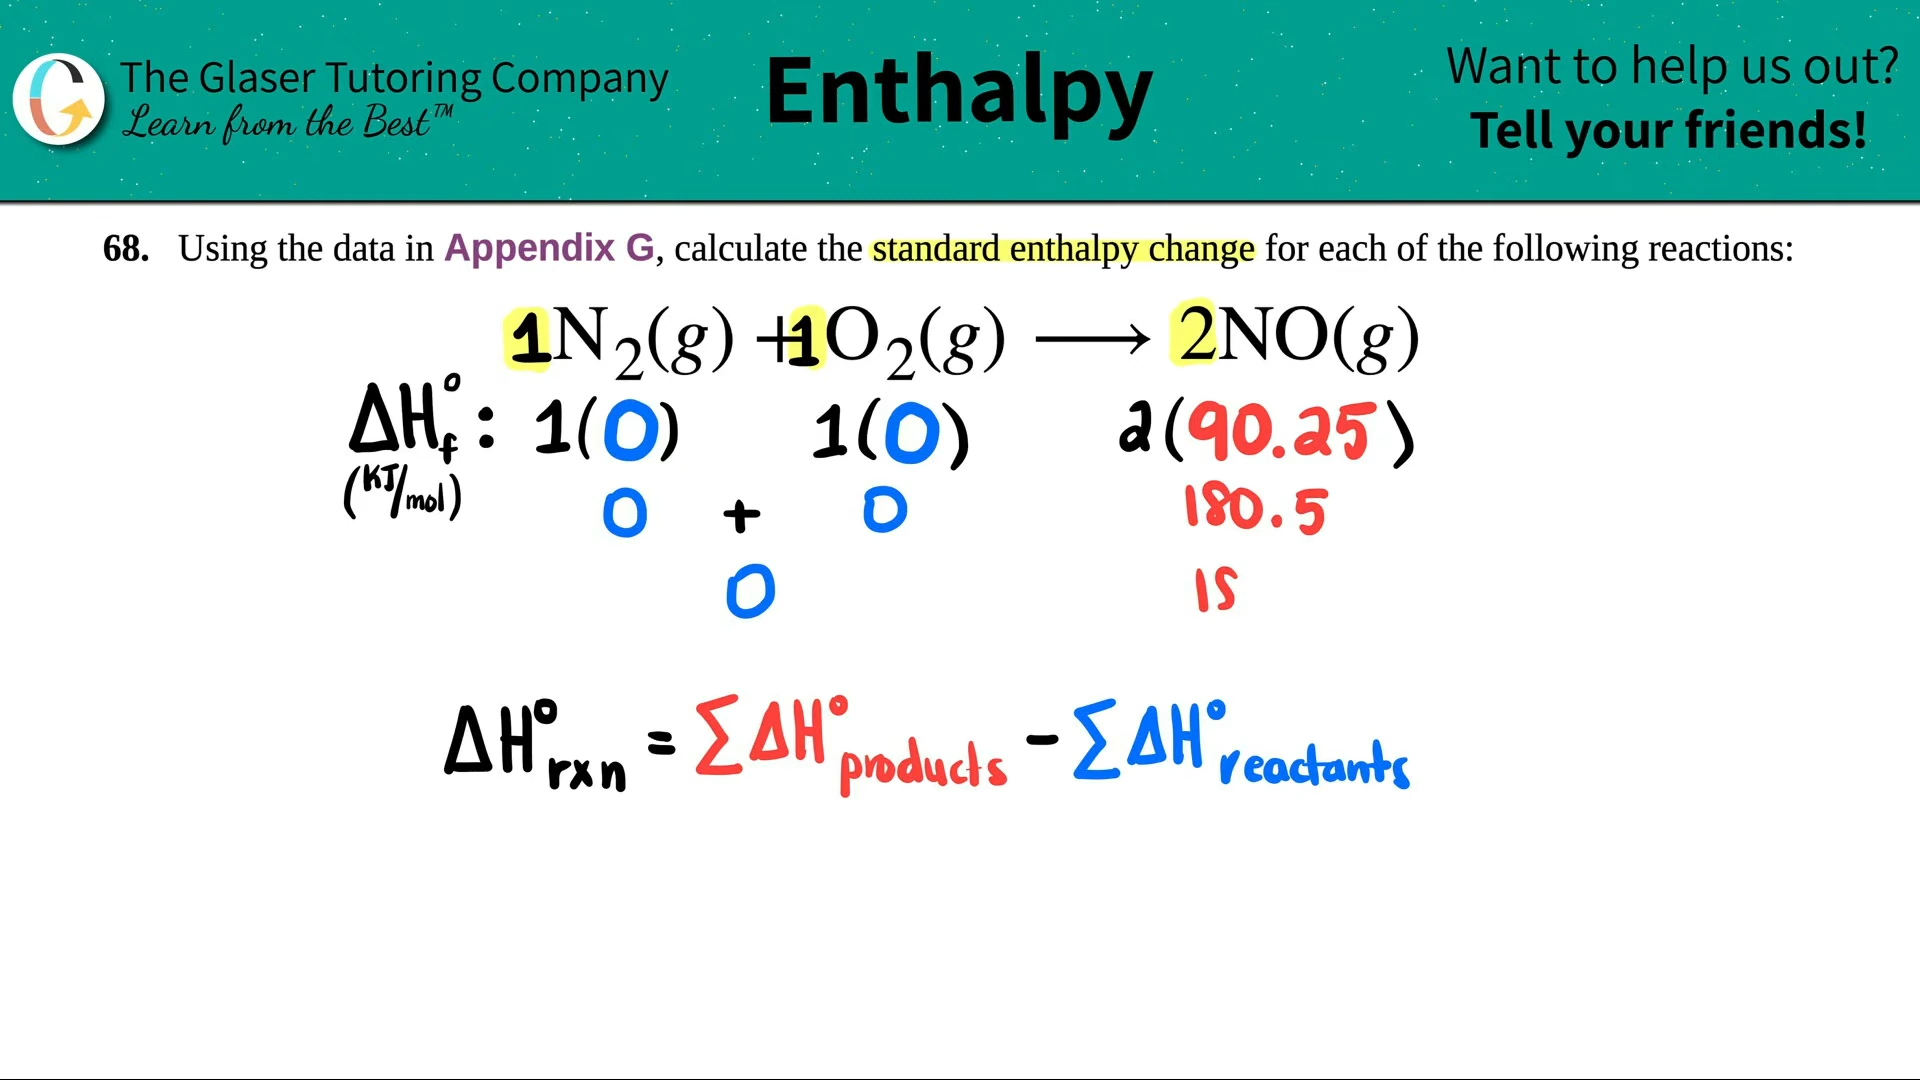 The Glaser Tutoring Company
Learn from the Best™
Enthalpy
Want to help us out?
Tell your friends!
68. Using the data in Appendix G, calculate the standard enthalpy change for each of the following reactions:
1N₂(g) + 1O₂(g) ⟶ 2NO(g)
ΔH°f : 1(0) 1(0) 2(90.25)
(KJ/mol) 0 + 0 180.5
0 18
ΔH°rxn = ΣΔH°products - ΣΔH°reactants